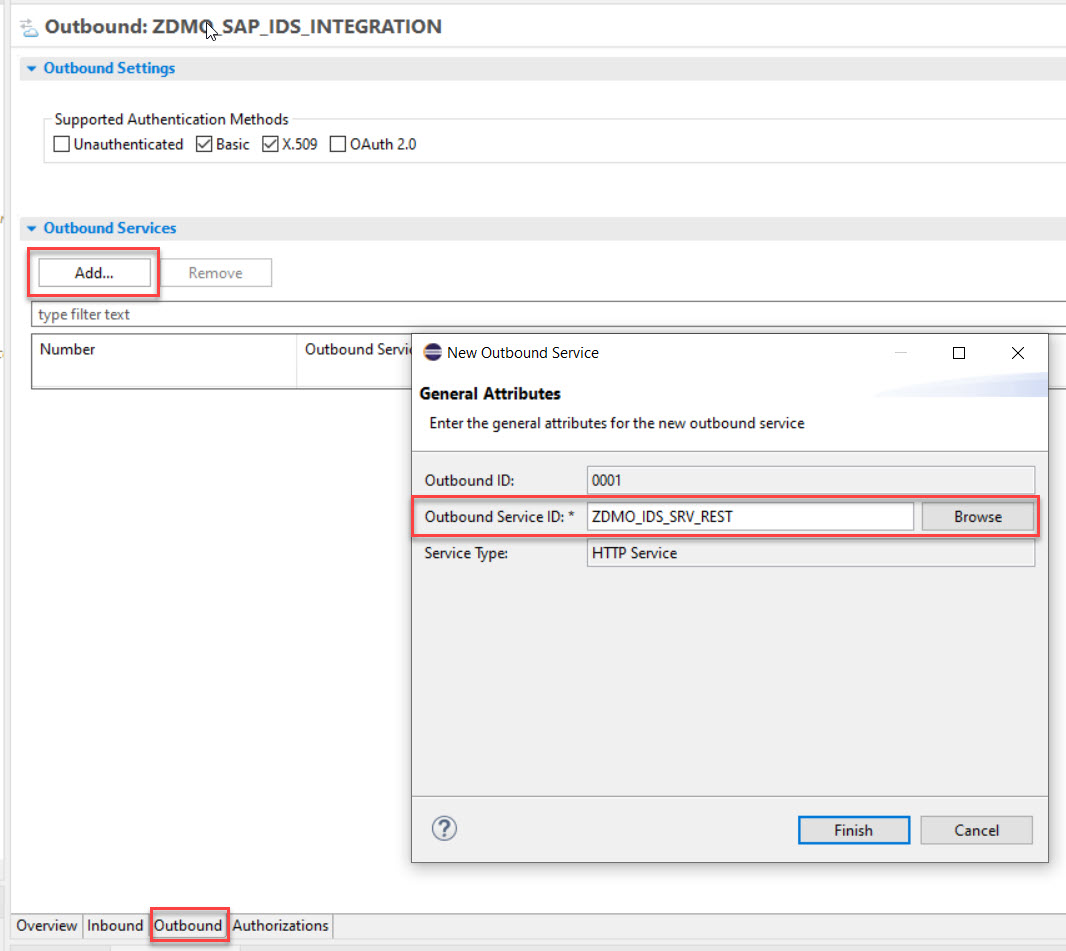 Outbound: ZDMO_SAP_IDS_INTEGRATION
Outbound Settings
Supported Authentication Methods
Unauthenticated Basic X.509 OAuth 2.0
Outbound Services
Add... Remove
type filter text
Number
New Outbound Service
General Attributes
Enter the general attributes for the new outbound service
Outbound ID: 0001
Outbound Service ID: * ZDMO_IDS_SRV_REST Browse
Service Type: HTTP Service
Finish Cancel
Overview Inbound Outbound Authorizations